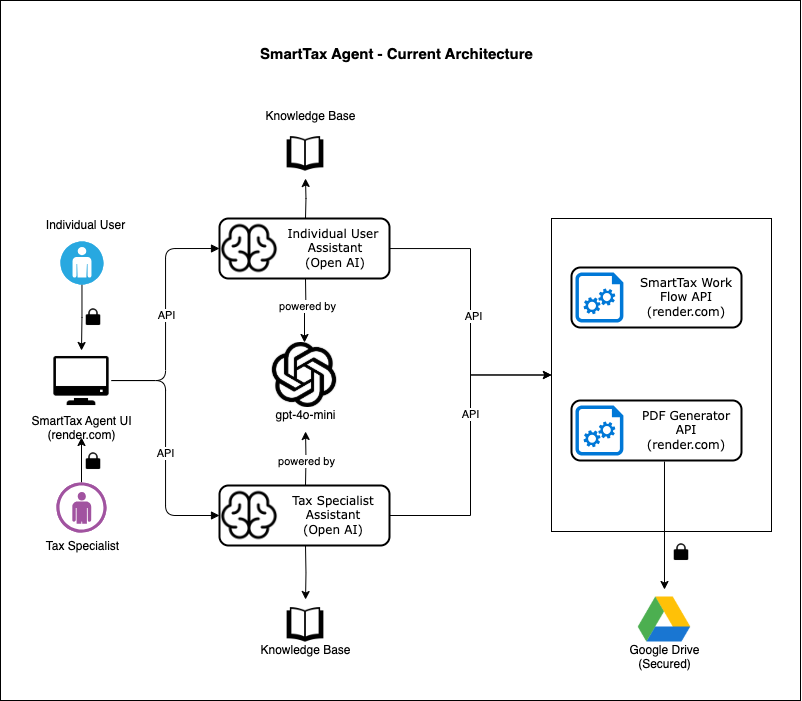 SmartTax Agent - Current Architecture
Knowledge Base
Individual User
Individual User
Assistant
(Open AI)
SmartTax Work
Flow API
(render.com)
powered by
API
API
gpt-4o-mini
SmartTax Agent UI
(render.com)
API
PDF Generator
API
(render.com)
API
powered by
Tax Specialist
Assistant
(Open AI)
Tax Specialist
Knowledge Base
Google Drive
(Secured)